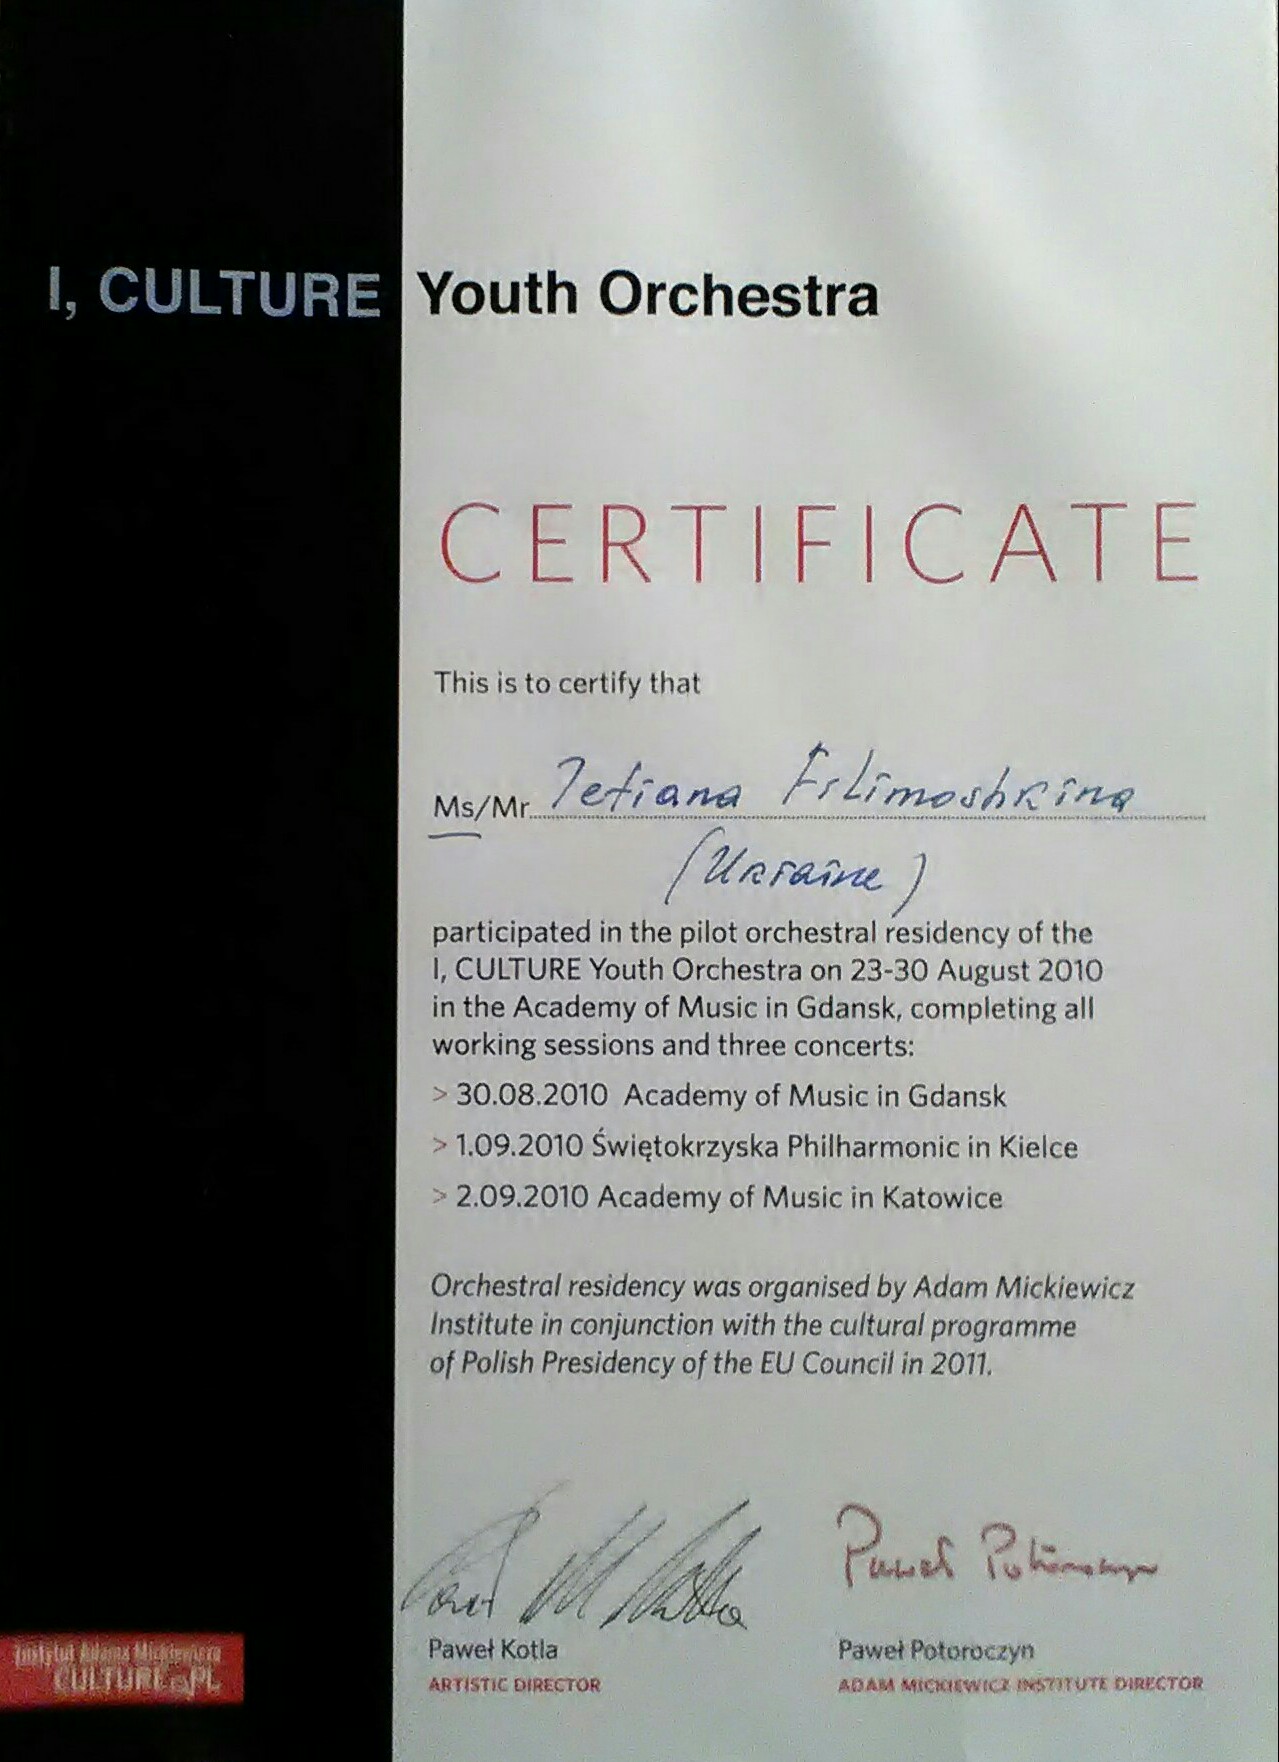 I, CULTURE Youth Orchestra
CERTIFICATE
This is to certify that
Ms/Mr Tetiana Filimoshkina
(Ukraine)
participated in the pilot orchestral residency of the
I, CULTURE Youth Orchestra on 23-30 August 2010
in the Academy of Music in Gdansk, completing all
working sessions and three concerts:
> 30.08.2010 Academy of Music in Gdansk
> 1.09.2010 Świętokrzyska Philharmonic in Kielce
> 2.09.2010 Academy of Music in Katowice
Orchestral residency was organised by Adam Mickiewicz
Institute in conjunction with the cultural programme
of Polish Presidency of the EU Council in 2011.
Paweł Kotla
ARTISTIC DIRECTOR
Paweł Potoroczyn
ADAM MICKIEWICZ INSTITUTE DIRECTOR
Instytut Adama Mickiewicza
CULTURE.PL